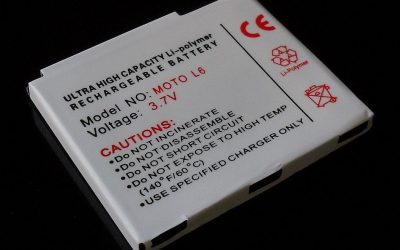 ULTRA HIGH CAPACITY Li-polymer
RECHARGEABLE BATTERY
MODEL NO: MOTO L6
Voltage: 3.7V
CE
Li-Polymer
CAUTIONS:
•DO NOT INCINERATE
•DO NOT DISASSEMBLE
•DO NOT SHORT CIRCUIT
•DO NOT EXPOSE TO HIGH TEMP
(140°F/60°C)
•USE SPECIFIED CHARGER ONLY